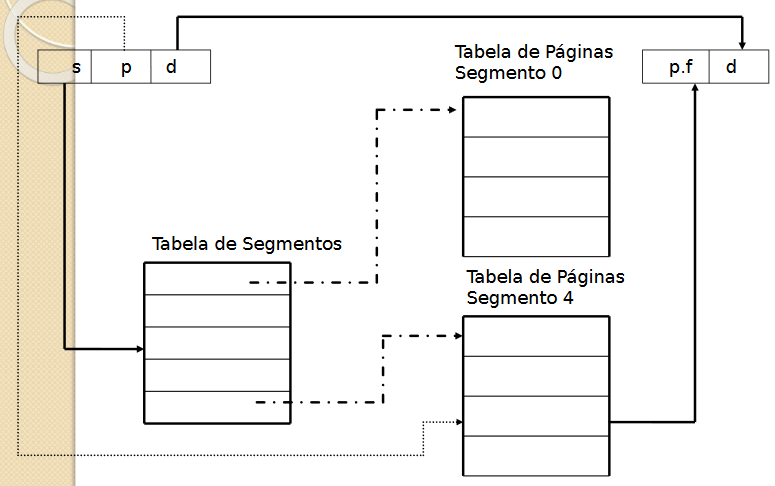 s p d
Tabela de Páginas
Segmento 0
p.f d
Tabela de Segmentos
Tabela de Páginas
Segmento 4